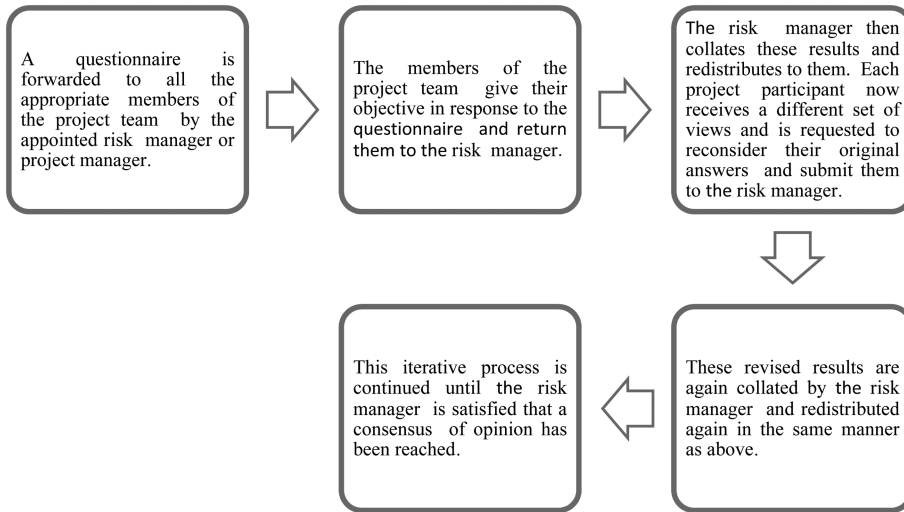 A questionnaire is
forwarded to all the
appropriate members of
the project team by the
appointed risk manager or
project manager.
The members of the
project team give their
objective in response to the
questionnaire and return
them to the risk manager.
The risk manager then
collates these results and
redistributes to them. Each
project participant now
receives a different set of
views and is requested to
reconsider their original
answers and submit them
to the risk manager.
These revised results are
again collated by the risk
manager and redistributed
again in the same manner
as above.
This iterative process is
continued until the risk
manager is satisfied that a
consensus of opinion has
been reached.